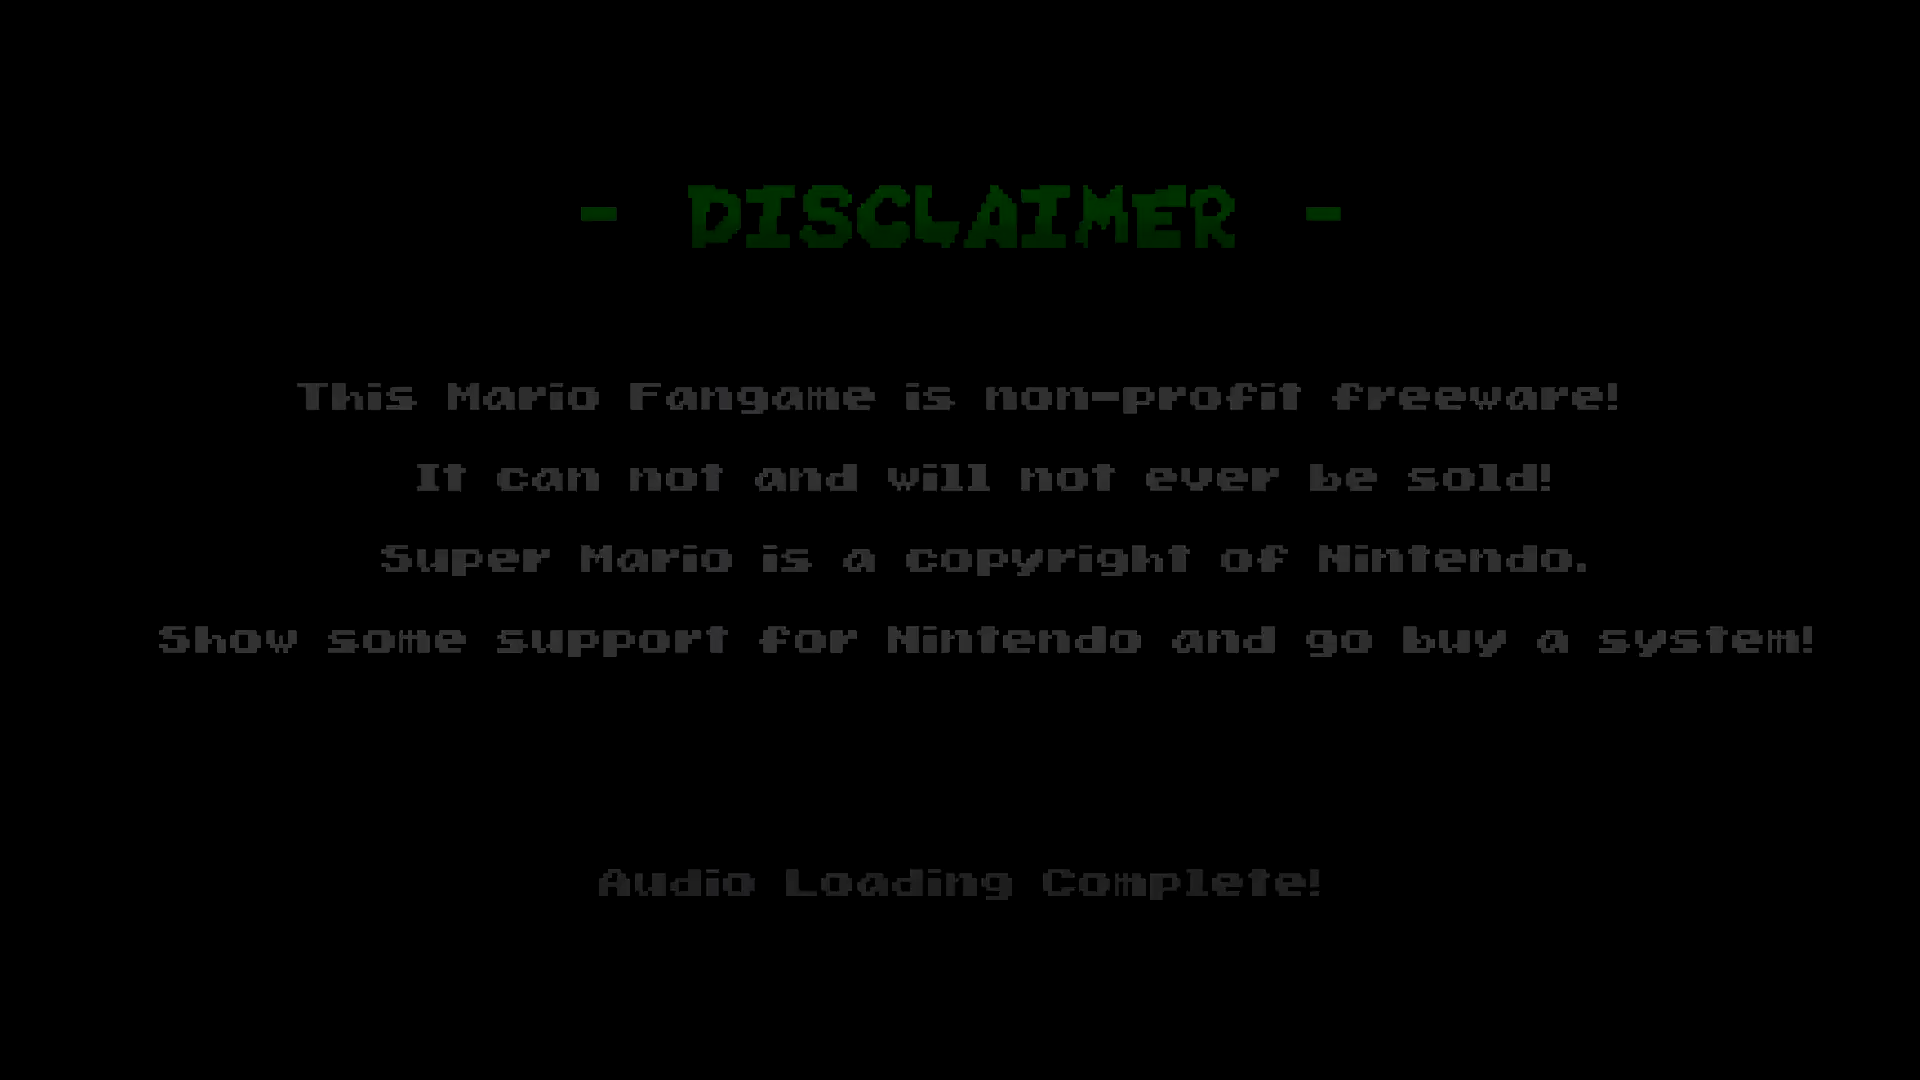 - DISCLAIMER -
This Mario Fangame is non-profit freeware!
It can not and will not ever be sold!
Super Mario is a copyright of Nintendo.
Show some support for Nintendo and go buy a system!
Audio Loading Complete!